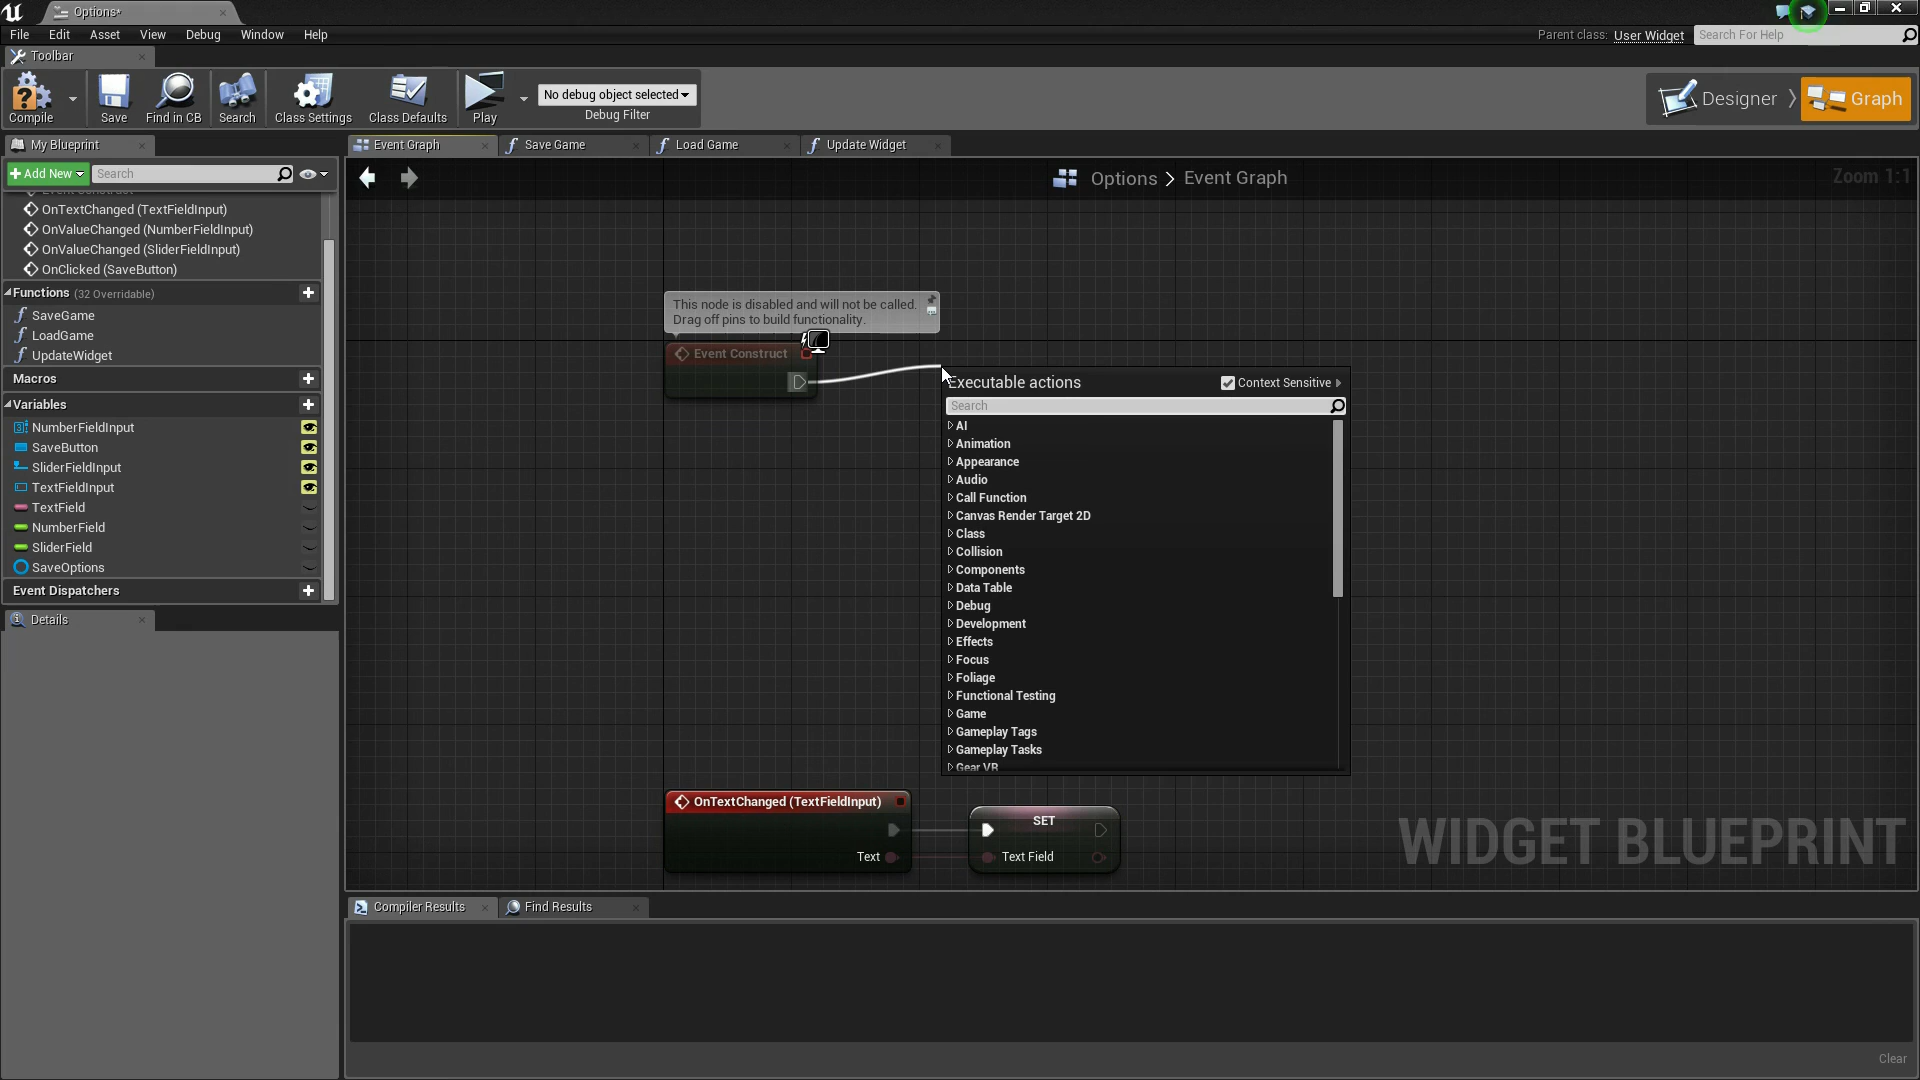 Options*
File Edit Asset View Debug Window Help
Parent class: User Widget Search For Help
Toolbar
Compile Save Find in CB Search Class Settings Class Defaults Play
No debug object selected
Debug Filter
Designer Graph
My Blueprint
Event Graph Save Game Load Game Update Widget
Add New Search
Options > Event Graph
Zoom 1:1
Event Construct
OnTextChanged (TextFieldInput)
OnValueChanged (NumberFieldInput)
OnValueChanged (SliderFieldInput)
OnClicked (SaveButton)
Functions (32 Overridable)
SaveGame
LoadGame
UpdateWidget
Macros
Variables
NumberFieldInput
SaveButton
SliderFieldInput
TextFieldInput
TextField
NumberField
SliderField
SaveOptions
Event Dispatchers
Details
This node is disabled and will not be called.
Drag off pins to build functionality.
Event Construct
Executable actions Context Sensitive
Search
AI
Animation
Appearance
Audio
Call Function
Canvas Render Target 2D
Class
Collision
Components
Data Table
Debug
Development
Effects
Focus
Foliage
Functional Testing
Game
Gameplay Tags
Gameplay Tasks
Gear VR
OnTextChanged (TextFieldInput)
Text
SET
Text Field
WIDGET BLUEPRINT
Compiler Results Find Results
Clear